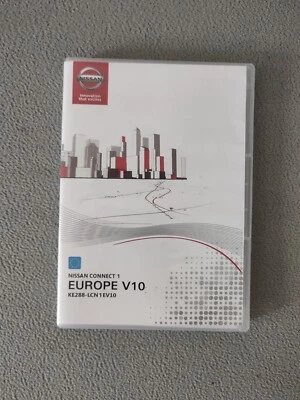 NISSAN
Innovation
that excites
NISSAN CONNECT 1
EUROPE V10
KE288-LCN1EV10